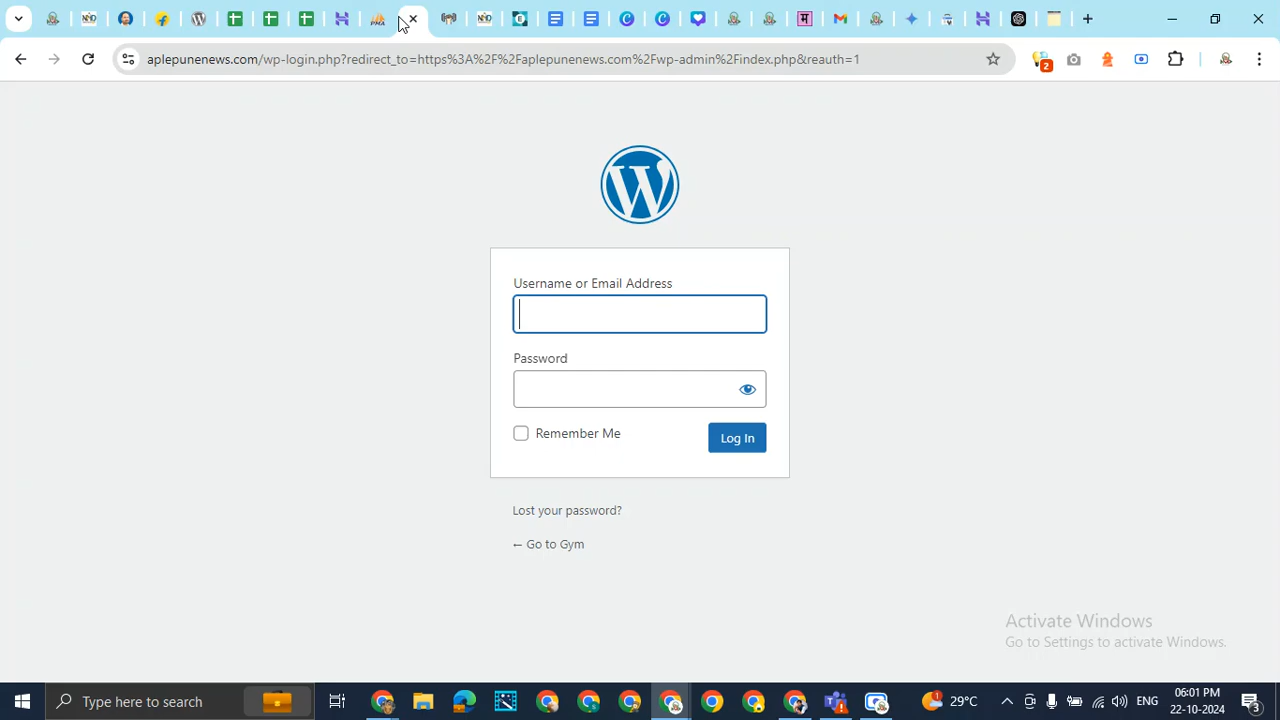 aplepunenews.com/wp-login.php?redirect_to=https%3A%2F%2Faplepunenews.com%2Fwp-admin%2Findex.php&reauth=1
2
Username or Email Address
Password
Remember Me
Log In
Lost your password?
← Go to Gym
Activate Windows
Go to Settings to activate Windows.
Type here to search
29°C
ENG
06:01 PM
22-10-2024
3